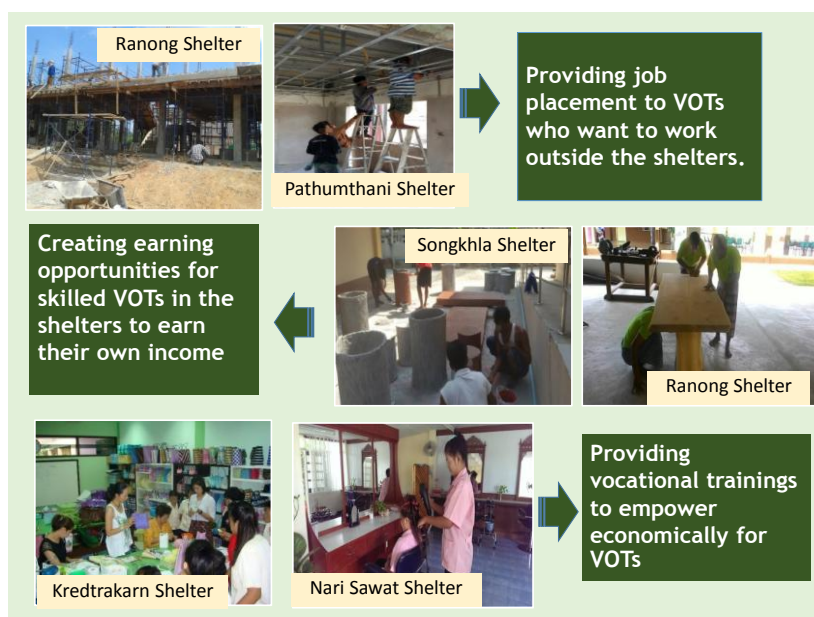 Ranong Shelter
Pathumthani Shelter
Providing job
placement to VOTs
who want to work
outside the shelters.
Creating earning
opportunities for
skilled VOTs in the
shelters to earn
their own income
Songkhla Shelter
Ranong Shelter
Kredtrakarn Shelter
Nari Sawat Shelter
Providing
vocational trainings
to empower
economically for
VOTs